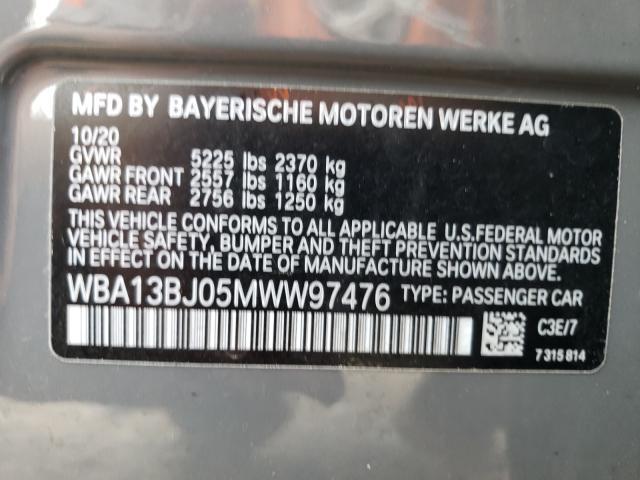 MFD BY BAYERISCHE MOTOREN WERKE AG
10/20
GVWR 5225 lbs 2370 kg
GAWR FRONT 2557 lbs 1160 kg
GAWR REAR 2756 lbs 1250 kg
THIS VEHICLE CONFORMS TO ALL APPLICABLE U.S.FEDERAL MOTOR
VEHICLE SAFETY, BUMPER AND THEFT PREVENTION STANDARDS
IN EFFECT ON THE DATE OF MANUFACTURE SHOWN ABOVE.
WBA13BJ05MWW97476 TYPE: PASSENGER CAR
C3E/7
7315814